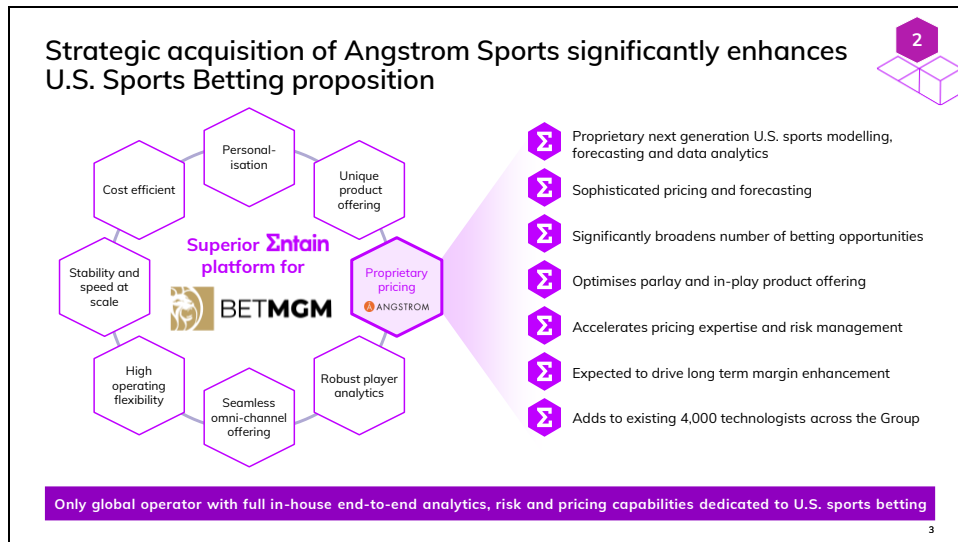 Strategic acquisition of Angstrom Sports significantly enhances
U.S. Sports Betting proposition
2
Personal-
isation
Unique
product
offering
Proprietary
pricing
ANGSTROM
Robust player
analytics
Seamless
omni-channel
offering
High
operating
flexibility
Stability and
speed at
scale
Cost efficient
Superior Σntain
platform for
BETMGM
Σ Proprietary next generation U.S. sports modelling,
forecasting and data analytics
Σ Sophisticated pricing and forecasting
Σ Significantly broadens number of betting opportunities
Σ Optimises parlay and in-play product offering
Σ Accelerates pricing expertise and risk management
Σ Expected to drive long term margin enhancement
Σ Adds to existing 4,000 technologists across the Group
Only global operator with full in-house end-to-end analytics, risk and pricing capabilities dedicated to U.S. sports betting
3